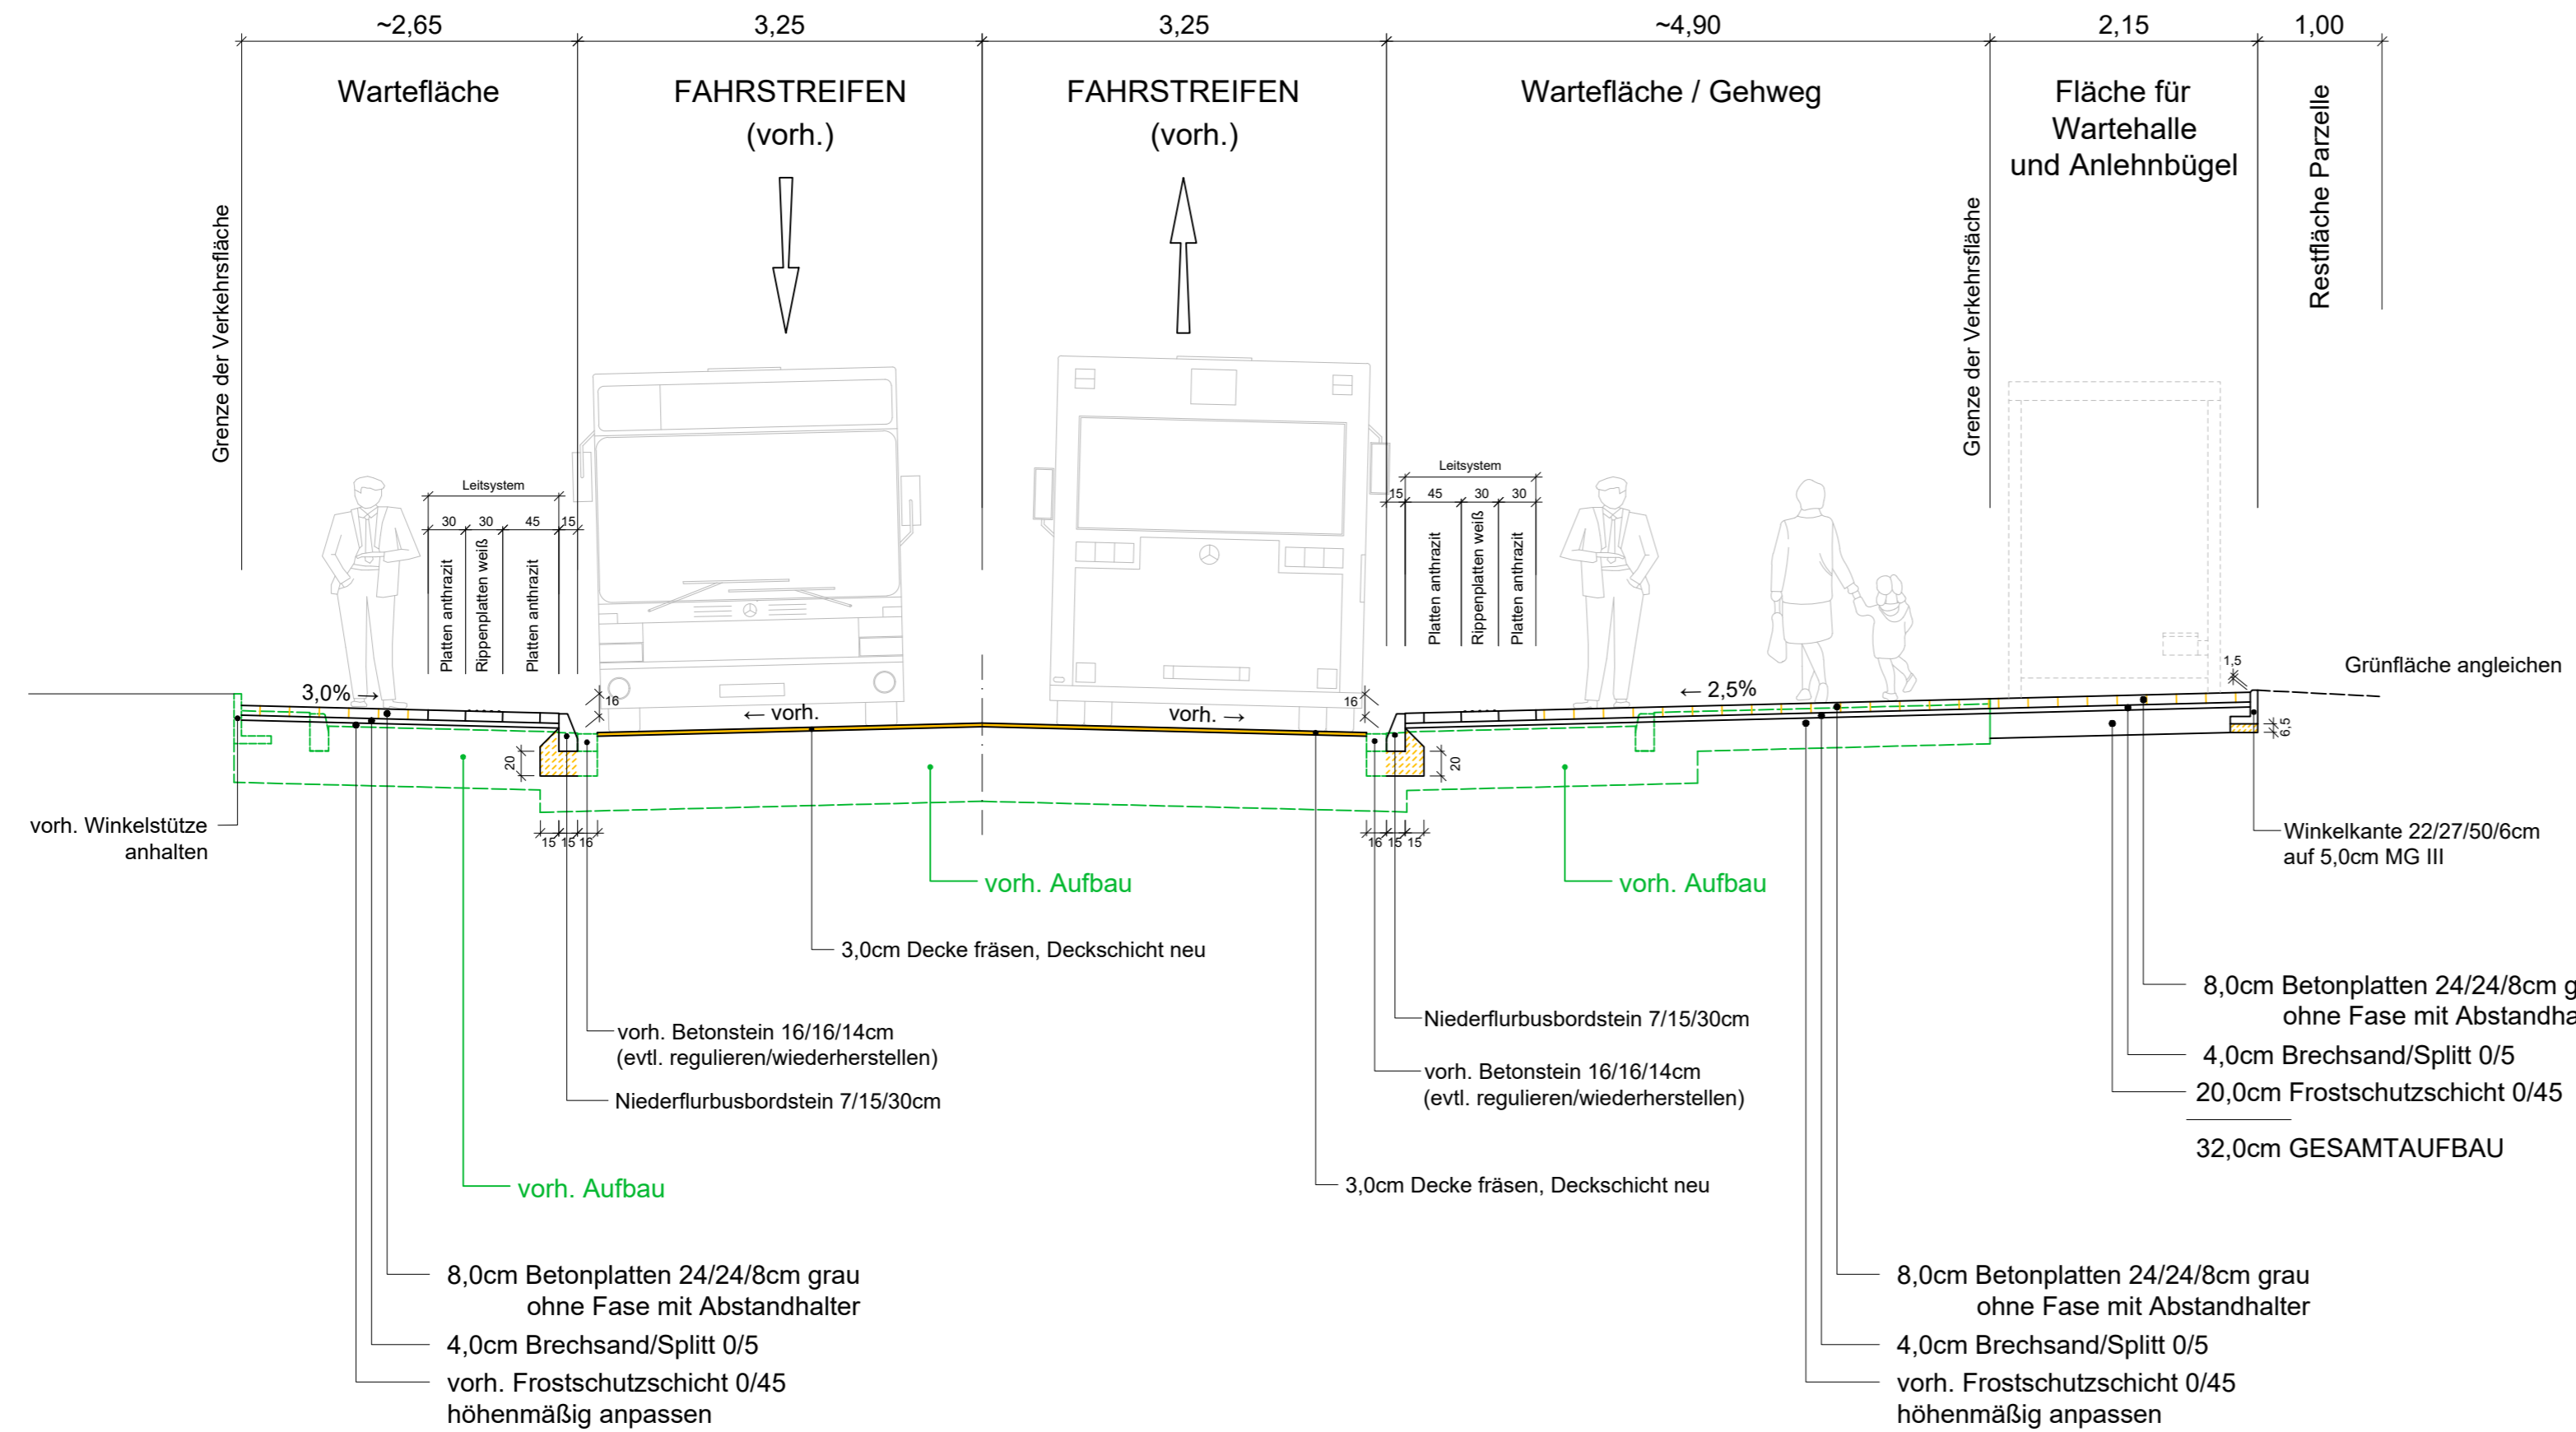 ~2,65
3,25
3,25
~4,90
2,15
1,00
Wartefläche
FAHRSTREIFEN
(vorh.)
FAHRSTREIFEN
(vorh.)
Wartefläche / Gehweg
Fläche für
Wartehalle
und Anlehnbügel
Restfläche Parzelle
Grenze der Verkehrsfläche
Grenze der Verkehrsfläche
Leitsystem
30
30
45
15
Platten anthrazit
Rippenplatten weiß
Platten anthrazit
Leitsystem
15
45
30
30
Platten anthrazit
Rippenplatten weiß
Platten anthrazit
3,0% →
16
← vorh.
vorh. →
16
← 2,5%
1,5
Grünfläche angleichen
20
20
6,5
15
15
16
16
15
15
vorh. Winkelstütze
anhalten
Winkelkante 22/27/50/6cm
auf 5,0cm MG III
vorh. Aufbau
vorh. Aufbau
3,0cm Decke fräsen, Deckschicht neu
vorh. Betonstein 16/16/14cm
(evtl. regulieren/wiederherstellen)
Niederflurbusbordstein 7/15/30cm
Niederflurbusbordstein 7/15/30cm
vorh. Betonstein 16/16/14cm
(evtl. regulieren/wiederherstellen)
8,0cm Betonplatten 24/24/8cm g
ohne Fase mit Abstandha
4,0cm Brechsand/Splitt 0/5
20,0cm Frostschutzschicht 0/45
32,0cm GESAMTAUFBAU
vorh. Aufbau
3,0cm Decke fräsen, Deckschicht neu
8,0cm Betonplatten 24/24/8cm grau
ohne Fase mit Abstandhalter
4,0cm Brechsand/Splitt 0/5
vorh. Frostschutzschicht 0/45
höhenmäßig anpassen
8,0cm Betonplatten 24/24/8cm grau
ohne Fase mit Abstandhalter
4,0cm Brechsand/Splitt 0/5
vorh. Frostschutzschicht 0/45
höhenmäßig anpassen